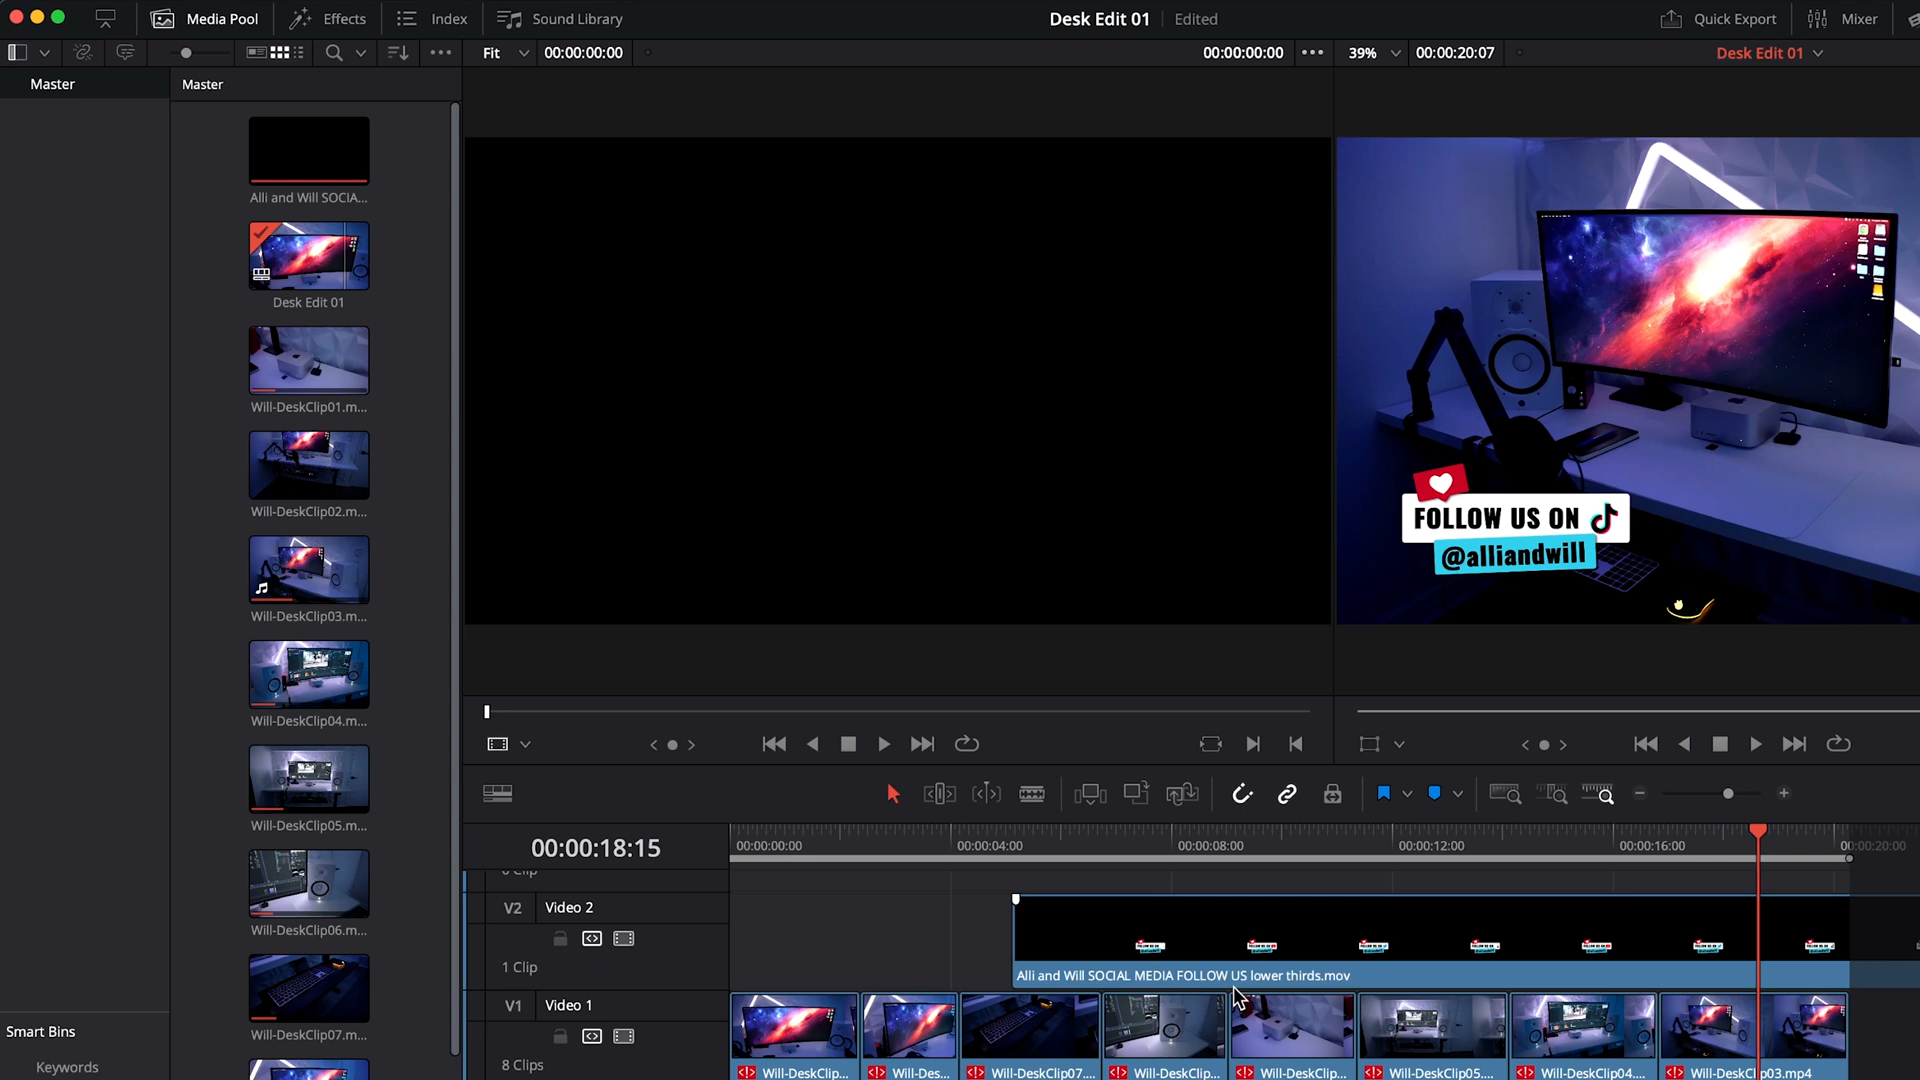 Media Pool
Effects
Index
Sound Library
Desk Edit 01
Edited
Quick Export
Mixer
Fit
00:00:00:00
00:00:00:00
39%
00:00:20:07
Desk Edit 01
Master
Master
Alli and Will SOCIA...
Desk Edit 01
Will-DeskClip01.m...
Will-DeskClip02.m...
Will-DeskClip03.m...
Will-DeskClip04.m...
Will-DeskClip05.m...
Will-DeskClip06.m...
Will-DeskClip07.m...
Smart Bins
Keywords
FOLLOW US ON
@alliandwill
00:00:18:15
00:00:00:00
00:00:04:00
00:00:08:00
00:00:12:00
00:00:16:00
00:00:20:00
V2
Video 2
1 Clip
Alli and Will SOCIAL MEDIA FOLLOW US lower thirds.mov
V1
Video 1
8 Clips
Will-DeskClip...
Will-Des...
Will-DeskClip07....
Will-DeskClip...
Will-DeskClip...
Will-DeskClip05....
Will-DeskClip04....
Will-DeskClip03.mp4